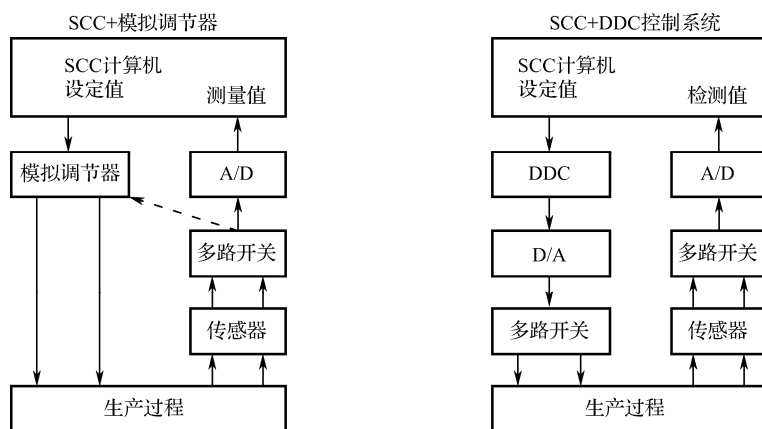 SCC+模拟调节器
SCC计算机
设定值
测量值
模拟调节器
A/D
多路开关
传感器
生产过程
SCC+DDC控制系统
SCC计算机
设定值
检测值
DDC
A/D
D/A
多路开关
多路开关
传感器
生产过程